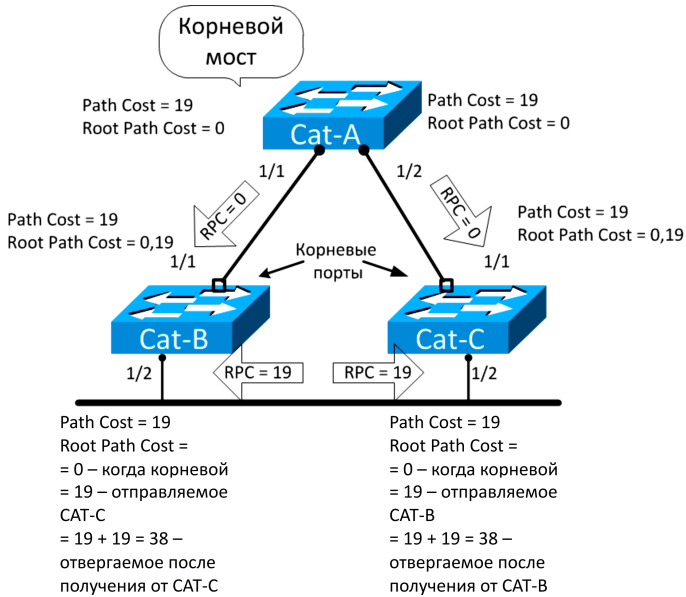 Корневой
мост
Path Cost = 19
Root Path Cost = 0
Path Cost = 19
Root Path Cost = 0
Cat-A
1/1
1/2
RPC = 0
RPC = 0
Path Cost = 19
Root Path Cost = 0,19
Path Cost = 19
Root Path Cost = 0,19
1/1
Корневые
порты
1/1
Cat-B
Cat-C
1/2
RPC = 19
RPC = 19
1/2
Path Cost = 19
Root Path Cost =
= 0 – когда корневой
= 19 – отправляемое
CAT-C
= 19 + 19 = 38 –
отвергаемое после
получения от CAT-C
Path Cost = 19
Root Path Cost =
= 0 – когда корневой
= 19 – отправляемое
CAT-B
= 19 + 19 = 38 –
отвергаемое после
получения от CAT-B